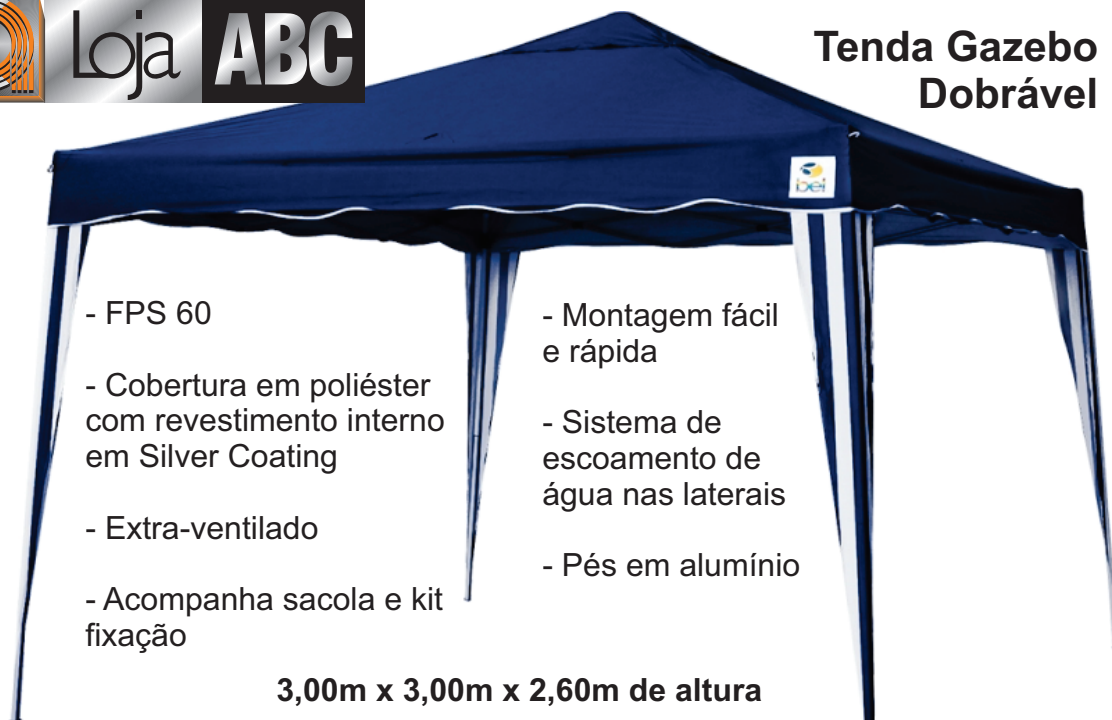 Loja ABC
Tenda Gazebo
Dobrável
bel
- FPS 60
- Cobertura em poliéster
com revestimento interno
em Silver Coating
- Extra-ventilado
- Acompanha sacola e kit
fixação
- Montagem fácil
e rápida
- Sistema de
escoamento de
água nas laterais
- Pés em alumínio
3,00m x 3,00m x 2,60m de altura